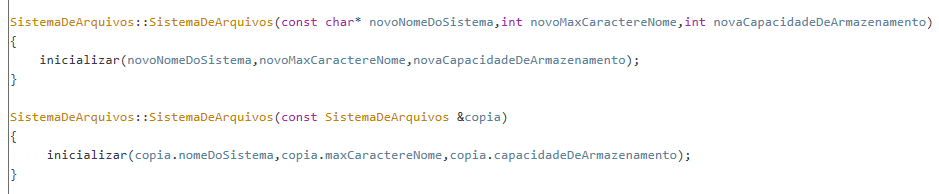 SistemaDeArquivos::SistemaDeArquivos(const char* novoNomeDoSistema,int novoMaxCaractereNome,int novaCapacidadeDeArmazenamento)
{
    inicializar(novoNomeDoSistema,novoMaxCaractereNome,novaCapacidadeDeArmazenamento);
}

SistemaDeArquivos::SistemaDeArquivos(const SistemaDeArquivos &copia)
{
     inicializar(copia.nomeDoSistema,copia.maxCaractereNome,copia.capacidadeDeArmazenamento);
}